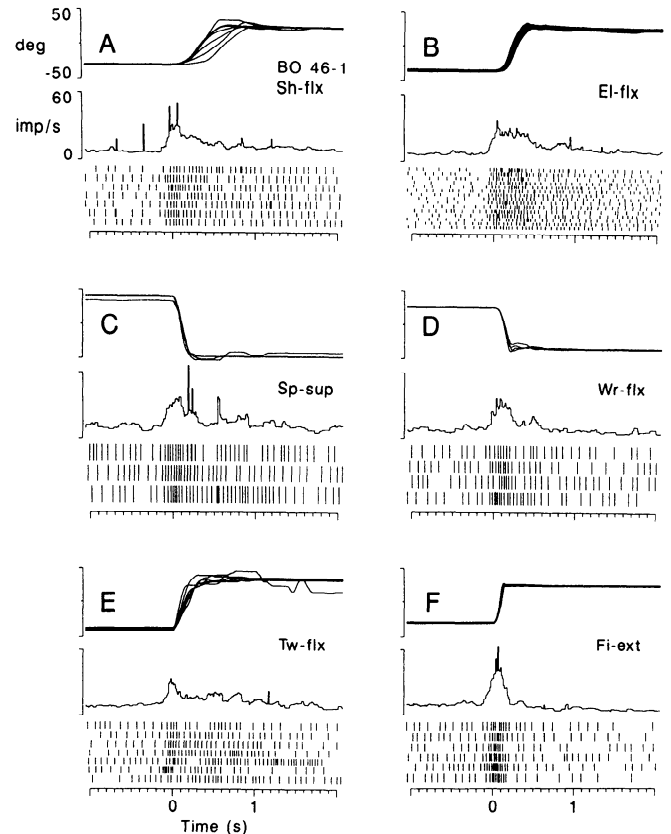 50
deg
-50
A
BO 46-1
Sh-flx
60
imp/s
0
B
El-flx
C
Sp-sup
D
Wr-flx
E
Tw-flx
0
1
Time (s)
F
Fi-ext
0
1